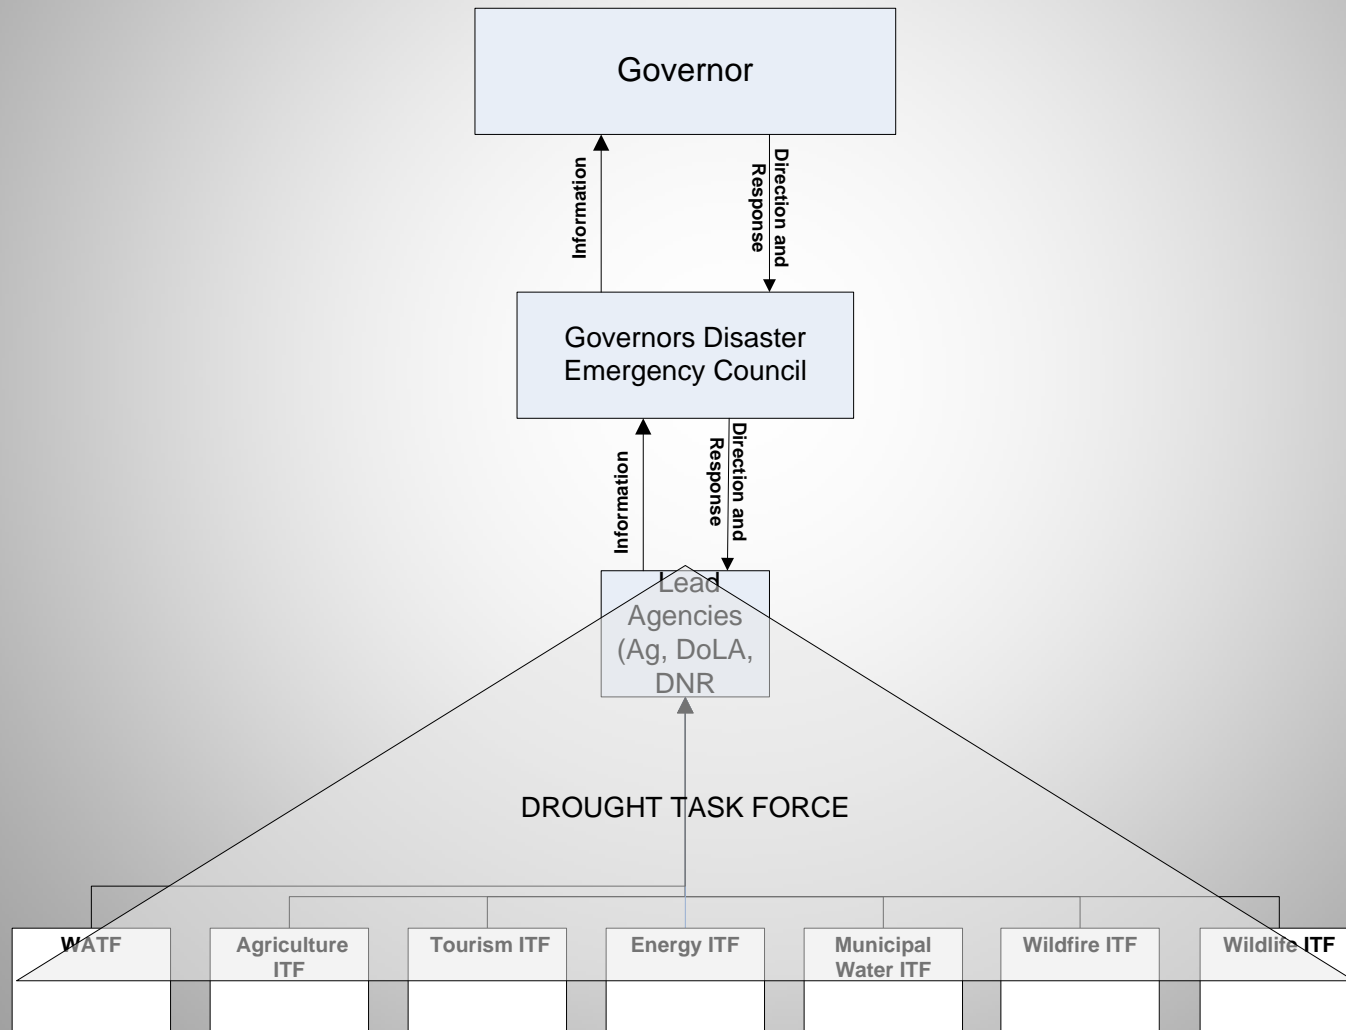 Governor
Information
Direction and
Response
Governors Disaster
Emergency Council
Information
Direction and
Response
Lead
Agencies
(Ag, DoLA,
DNR
DROUGHT TASK FORCE
WATF
Agriculture
ITF
Tourism ITF
Energy ITF
Municipal
Water ITF
Wildfire ITF
Wildlife ITF